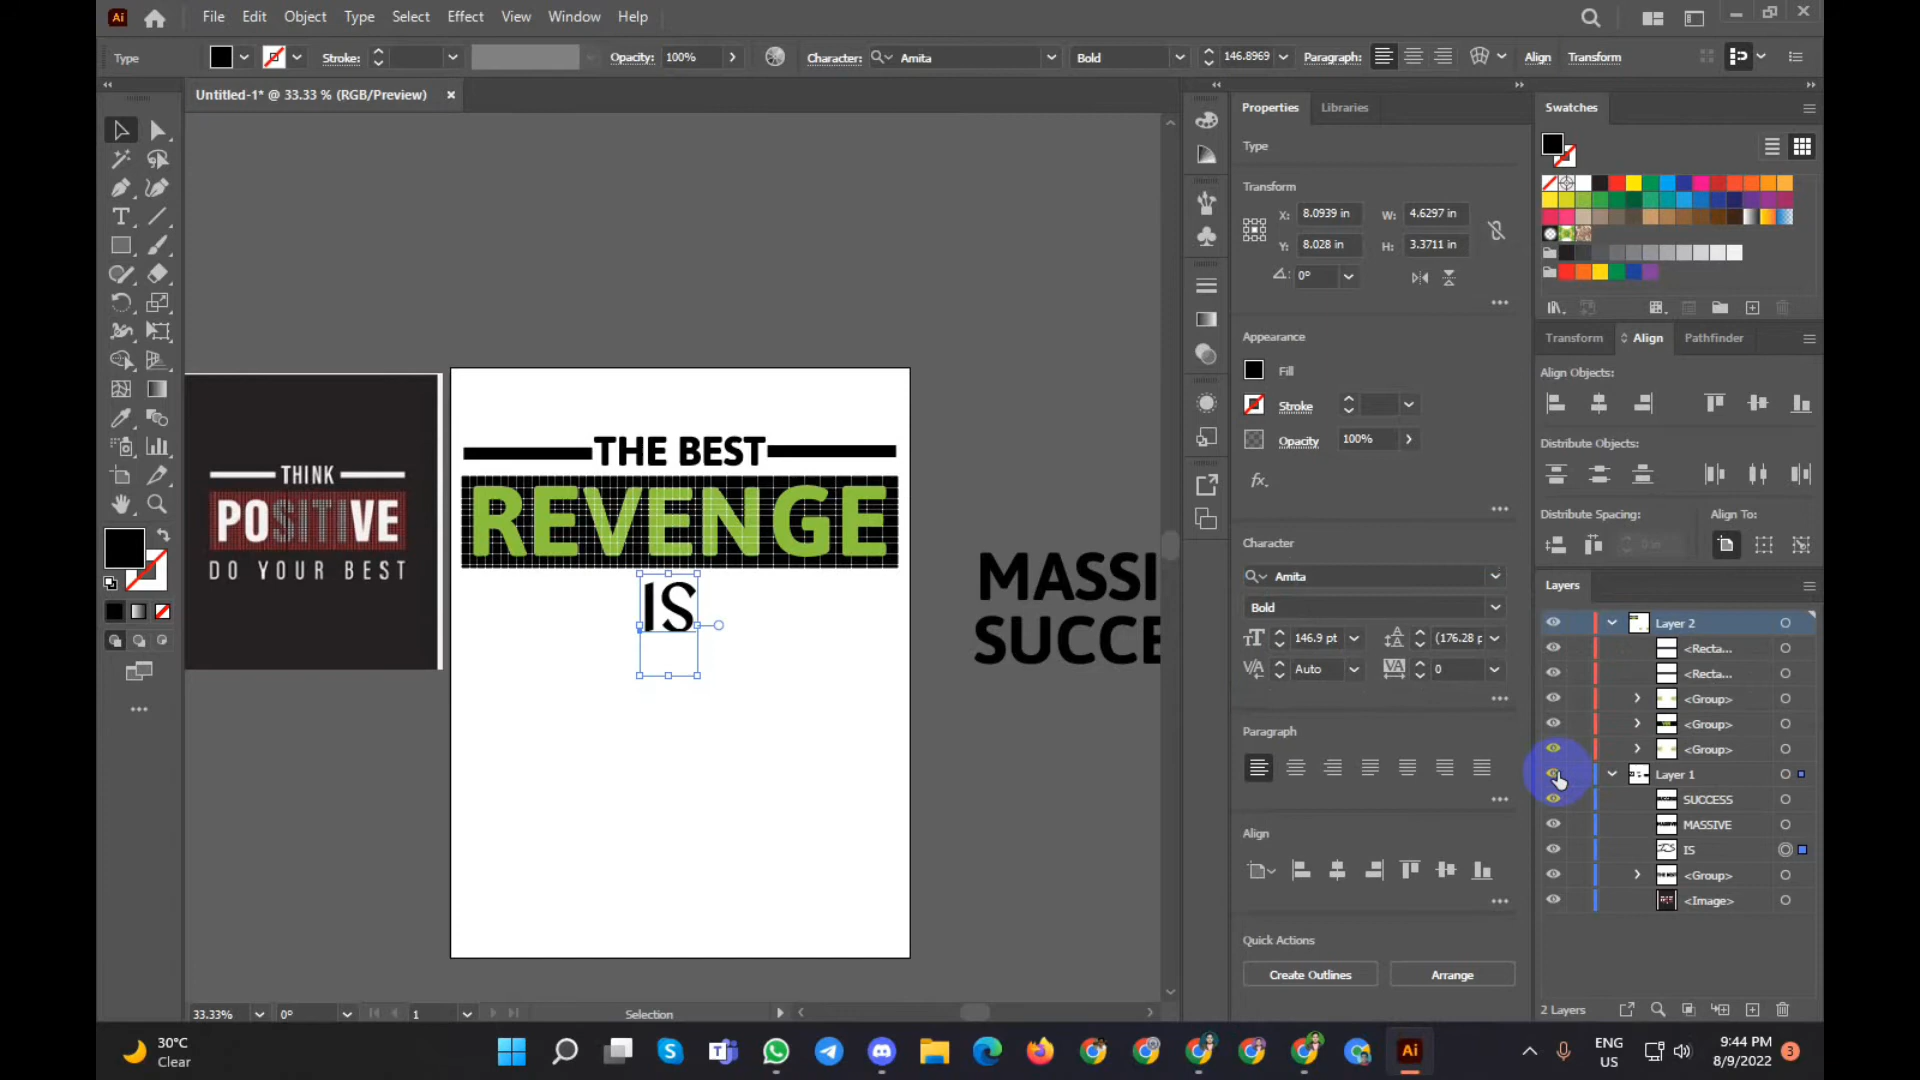 Ai File Edit Object Type Select Effect View Window Help
Type Stroke: Opacity: 100% Character: Amita Bold 146.8969 Paragraph: Align Transform
Untitled-1* @ 33.33 % (RGB/Preview)
Properties Libraries
Type
Transform
X: 8.0939 in W: 4.6297 in
Y: 8.028 in H: 3.3711 in
0°
Appearance
Fill
Stroke
Opacity 100%
fx.
Character
Amita
Bold
146.9 pt (176.28 p
Auto 0
Paragraph
Align
Quick Actions
Create Outlines Arrange
Swatches
Transform Align Pathfinder
Align Objects:
Distribute Objects:
Distribute Spacing: Align To:
0 in
Layers
Layer 2
<Recta...
<Recta...
<Group>
<Group>
<Group>
Layer 1
SUCCESS
MASSIVE
IS
<Group>
<Image>
2 Layers
THINK
POSITIVE
DO YOUR BEST
THE BEST
REVENGE
IS
MASSI
SUCCE
33.33% 0° 1 Selection
30°C
Clear
ENG
US
9:44 PM
8/9/2022
3